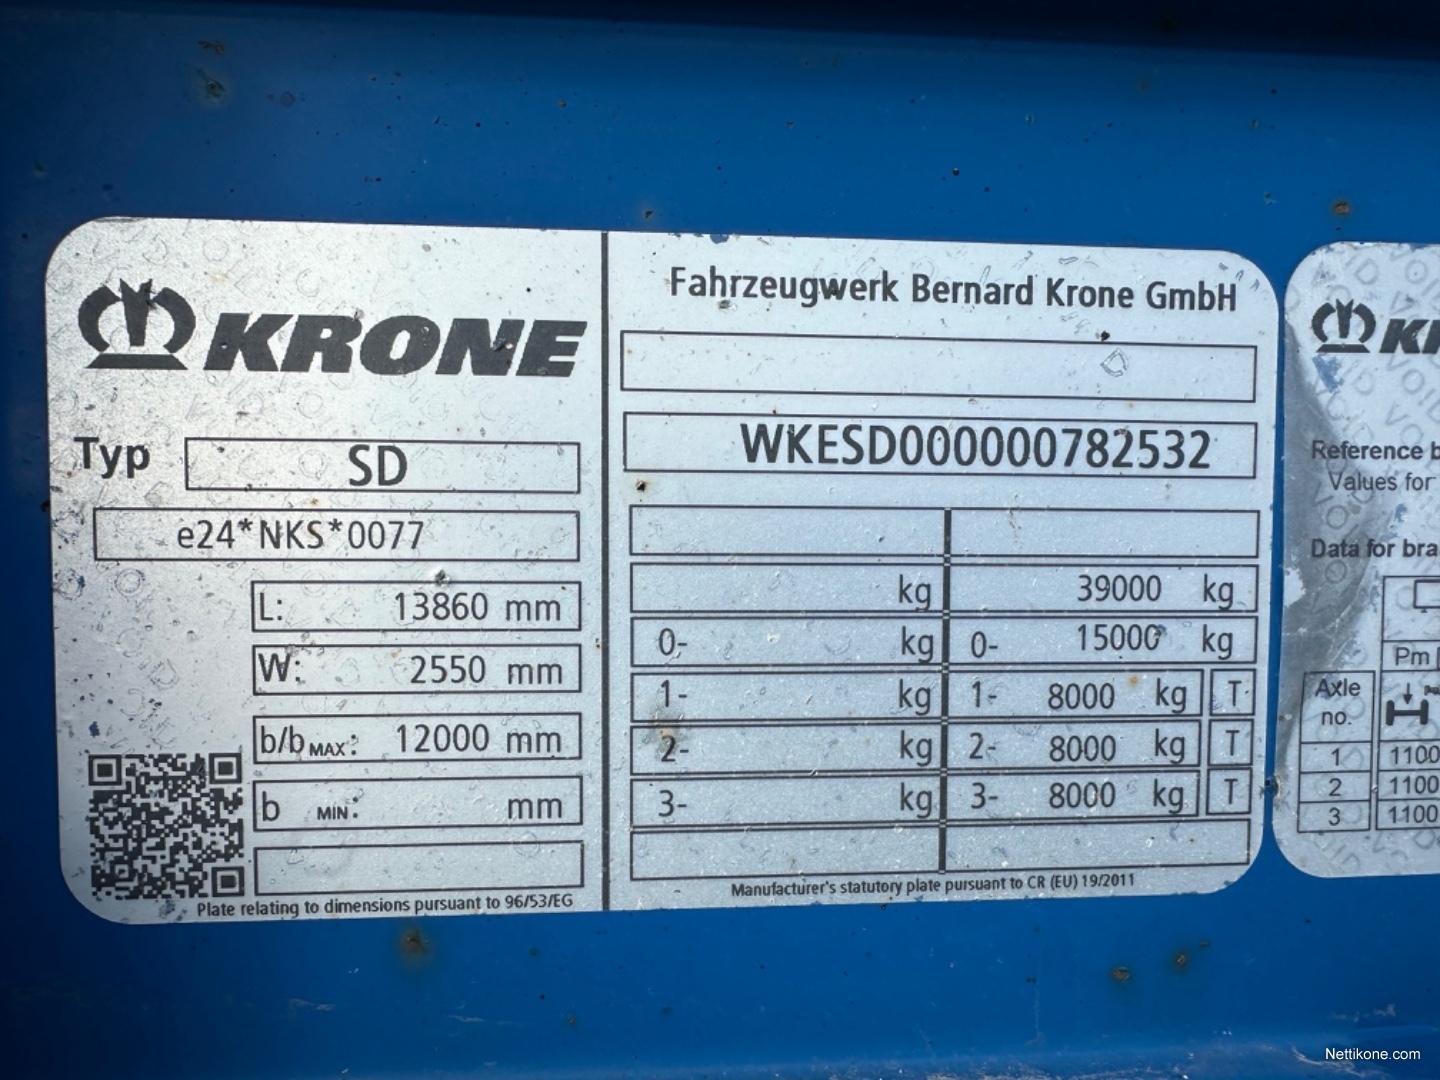 KRONE
Typ SD
e24*NKS*0077
L: 13860 mm
W: 2550 mm
b/b MAX: 12000 mm
b MIN: mm
Plate relating to dimensions pursuant to 96/53/EG
Fahrzeugwerk Bernard Krone GmbH
WKESD000000782532
kg 39000 kg
0- kg 0- 15000 kg
1- kg 1- 8000 kg T
2- kg 2- 8000 kg T
3- kg 3- 8000 kg T
Manufacturer's statutory plate pursuant to CR (EU) 19/2011
KR
Reference b
Values for
Data for bra
Pm
Axle
no.
1 1100
2 1100
3 1100
Nettikone.com